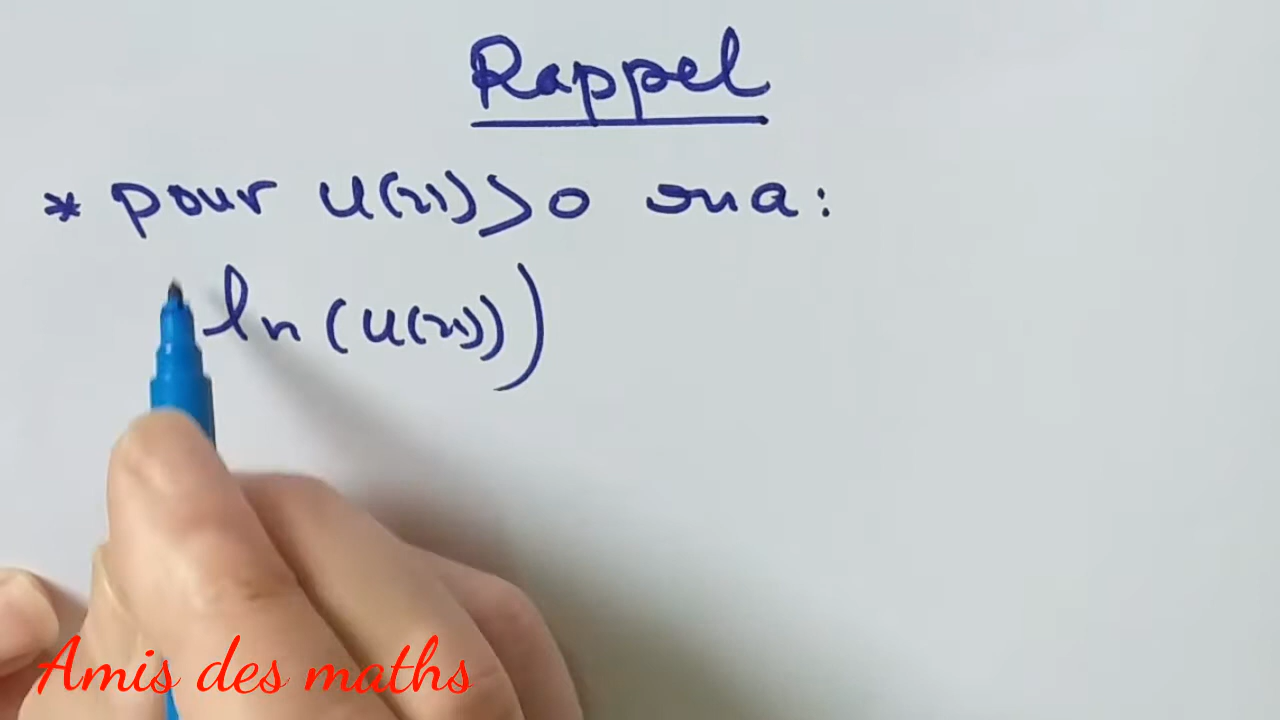 Rappel
* pour u(x)>0 on a :
ln (u(x))
Amis des maths